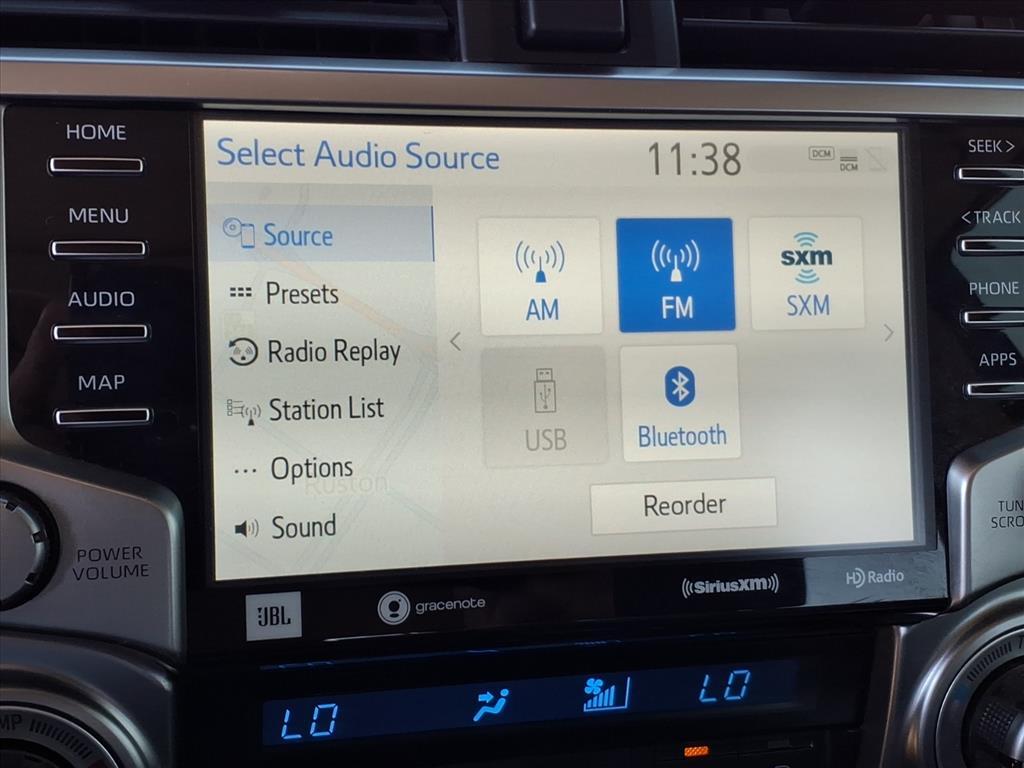 HOME
MENU
AUDIO
MAP
POWER
VOLUME
Select Audio Source
11:38
DCM
DCM
Source
Presets
Radio Replay
Station List
Options
Ruston
Sound
AM
FM
sxm
SXM
USB
Bluetooth
Reorder
SEEK >
< TRACK
PHONE
APPS
JBL
gracenote
((SiriusXM))
HD Radio
LO
LO